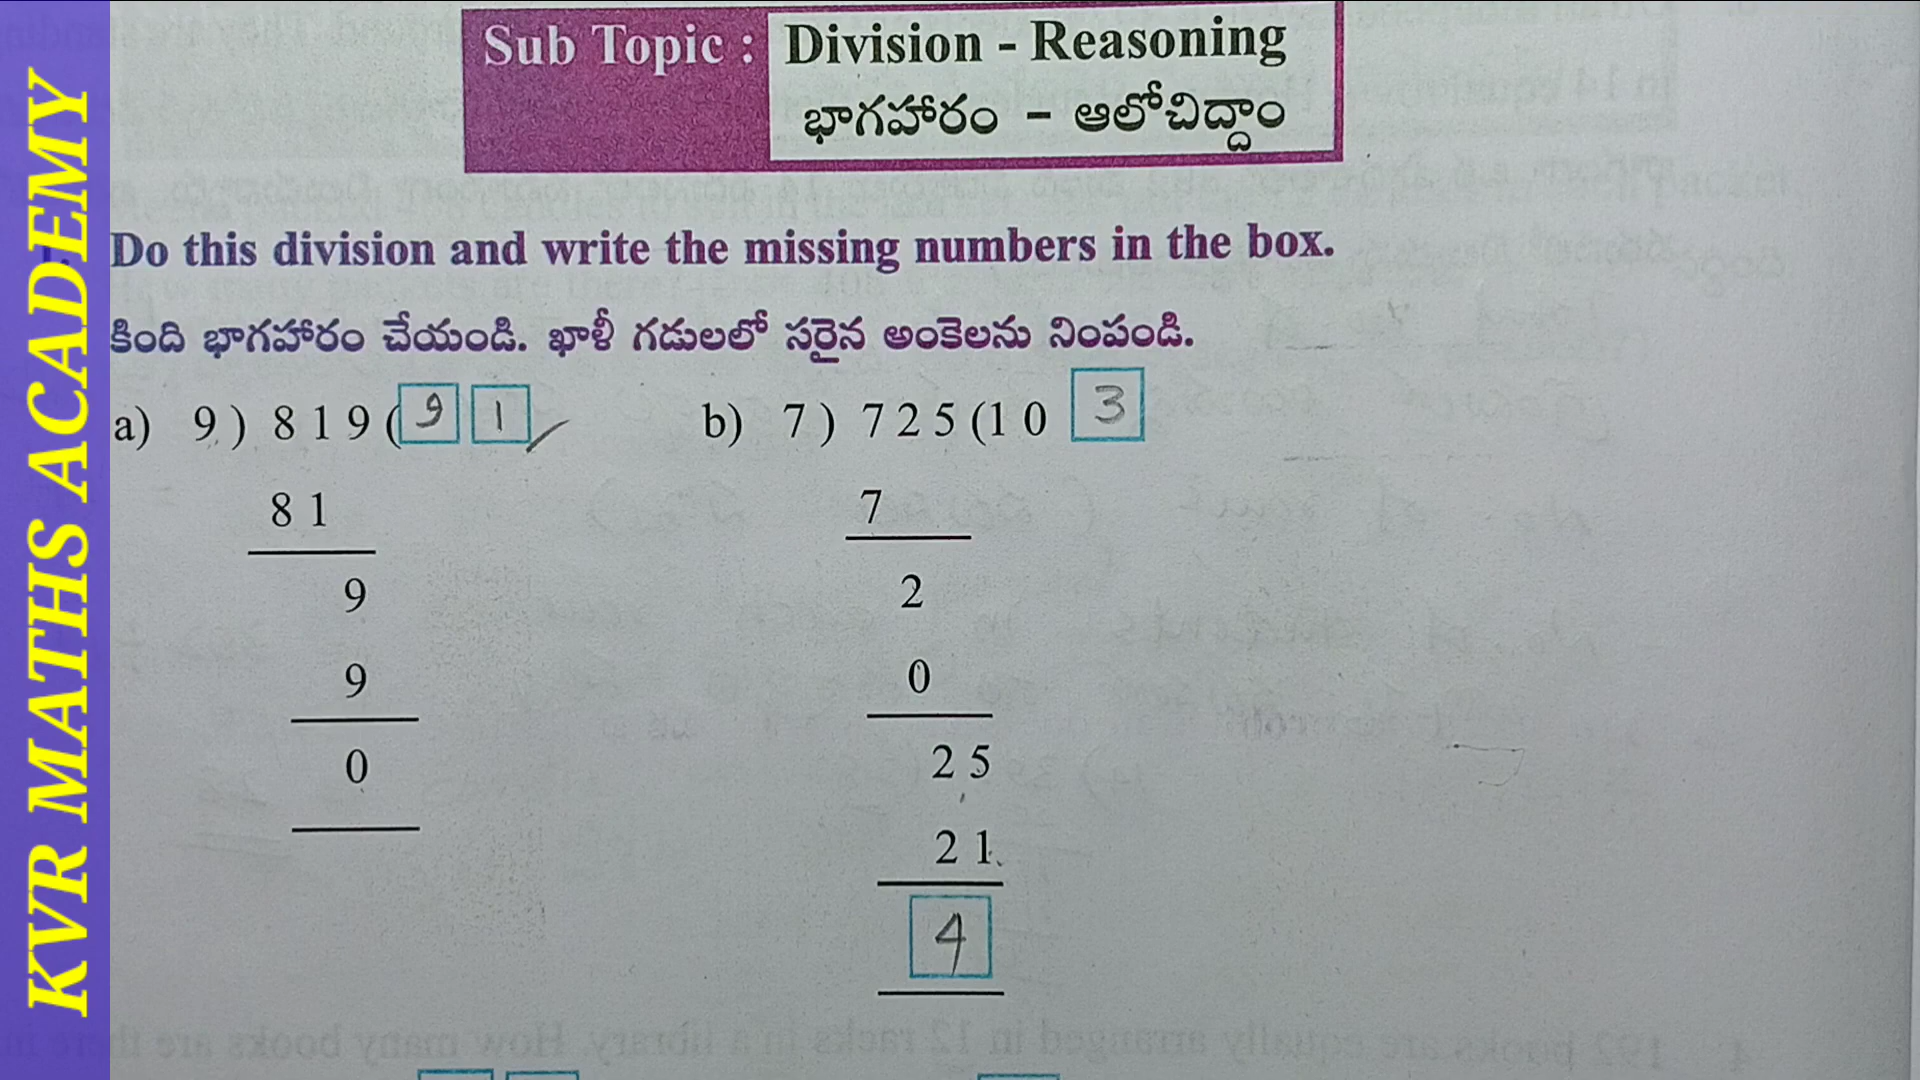 KVR MATHS ACADEMY
Sub Topic : Division - Reasoning
భాగహారం – ఆలోచిద్దాం
Do this division and write the missing numbers in the box.
కింది భాగహారం చేయండి. ఖాళీ గడులలో సరైన అంకెలను నింపండి.
a) 9 ) 8 1 9 ( 9 1
8 1
9
9
0
b) 7 ) 7 2 5 ( 1 0 3
7
2
0
2 5
2 1
4